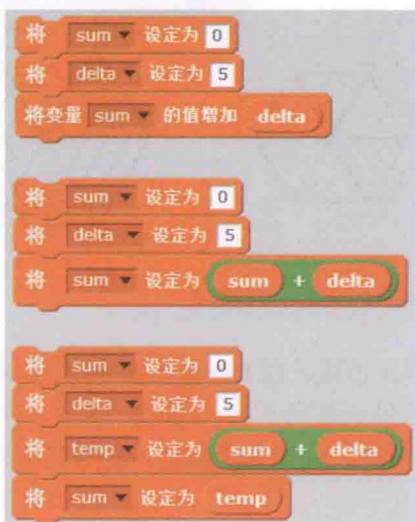 将 sum 设定为 0
将 delta 设定为 5
将变量 sum 的值增加 delta
将 sum 设定为 0
将 delta 设定为 5
将 sum 设定为 sum + delta
将 sum 设定为 0
将 delta 设定为 5
将 temp 设定为 sum + delta
将 sum 设定为 temp